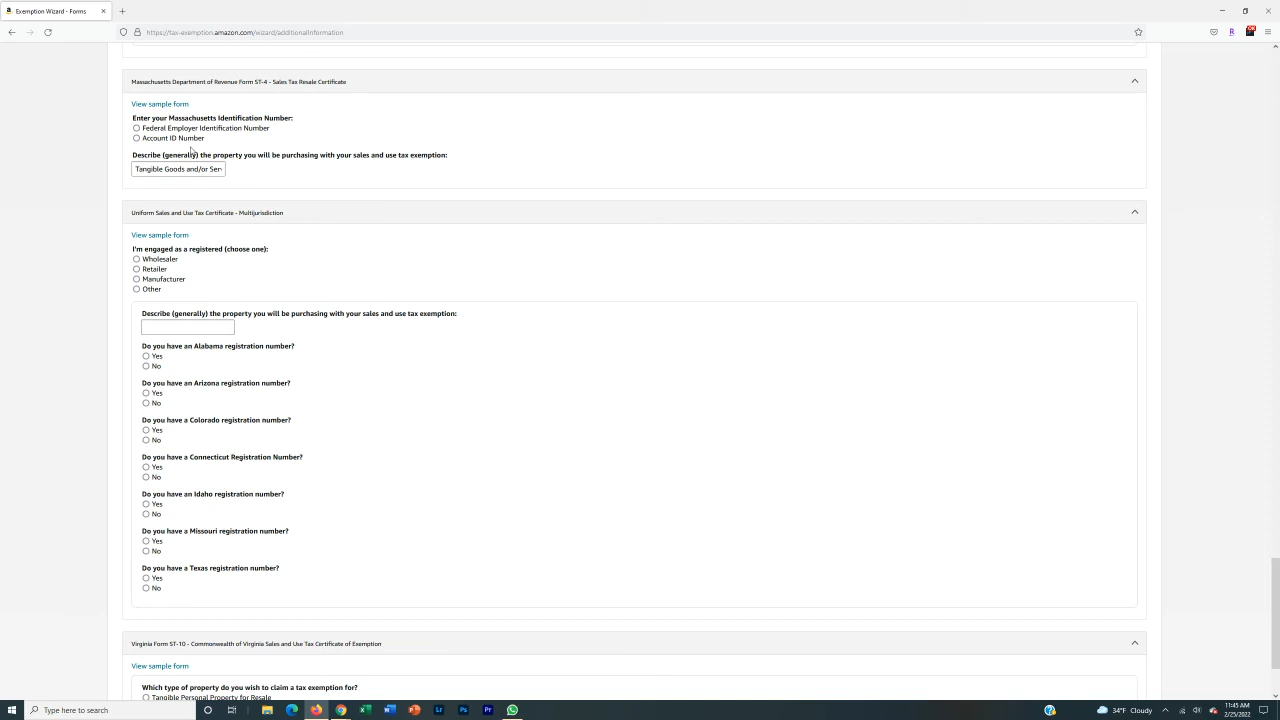 Exemption Wizard - Forms
https://tax-exemption.amazon.com/wizard/additionalInformation
Massachusetts Department of Revenue Form ST-4 - Sales Tax Resale Certificate
View sample form
Enter your Massachusetts Identification Number:
Federal Employer Identification Number
Account ID Number
Describe (generally) the property you will be purchasing with your sales and use tax exemption:
Tangible Goods and/or Ser
Uniform Sales and Use Tax Certificate - Multijurisdiction
View sample form
I'm engaged as a registered (choose one):
Wholesaler
Retailer
Manufacturer
Other
Describe (generally) the property you will be purchasing with your sales and use tax exemption:
Do you have an Alabama registration number?
Yes
No
Do you have an Arizona registration number?
Yes
No
Do you have a Colorado registration number?
Yes
No
Do you have a Connecticut Registration Number?
Yes
No
Do you have an Idaho registration number?
Yes
No
Do you have a Missouri registration number?
Yes
No
Do you have a Texas registration number?
Yes
No
Virginia Form ST-10 - Commonwealth of Virginia Sales and Use Tax Certificate of Exemption
View sample form
Which type of property do you wish to claim a tax exemption for?
Tangible Personal Property for Resale
Type here to search
34°F Cloudy
11:45 AM
2/25/2022